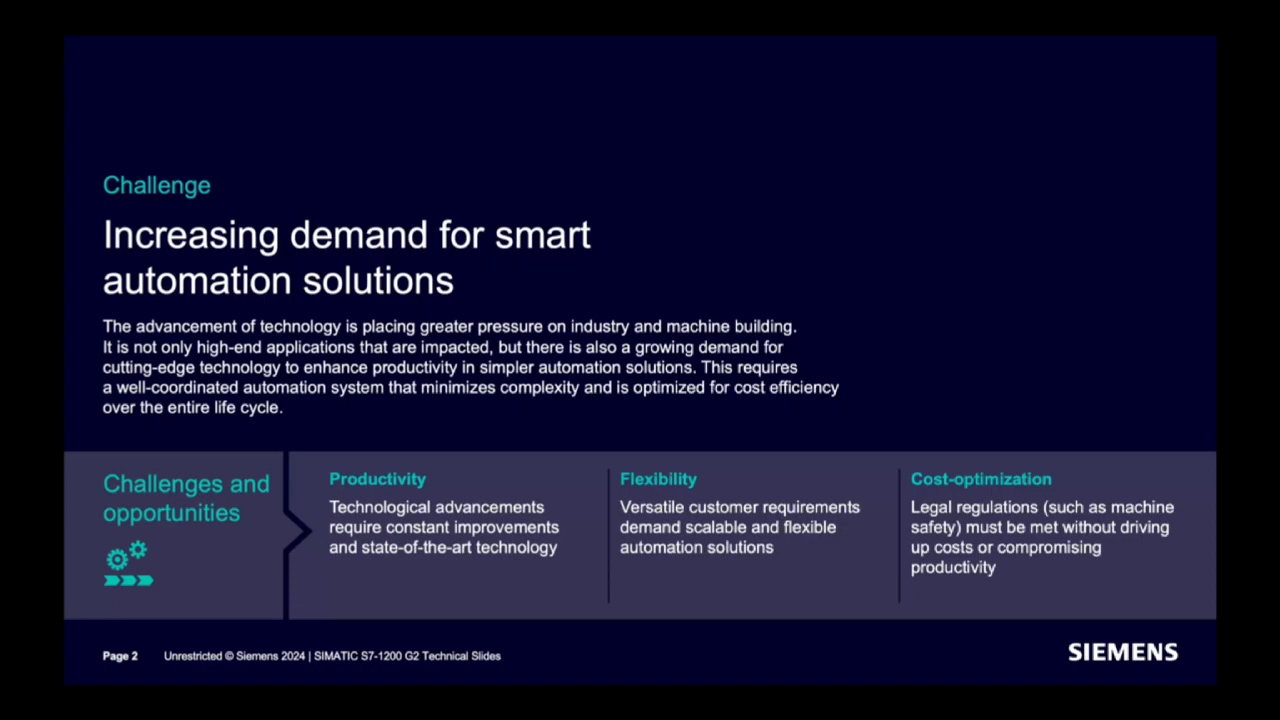 Challenge
Increasing demand for smart
automation solutions
The advancement of technology is placing greater pressure on industry and machine building.
It is not only high-end applications that are impacted, but there is also a growing demand for
cutting-edge technology to enhance productivity in simpler automation solutions. This requires
a well-coordinated automation system that minimizes complexity and is optimized for cost efficiency
over the entire life cycle.
Challenges and
opportunities
Productivity
Technological advancements
require constant improvements
and state-of-the-art technology
Flexibility
Versatile customer requirements
demand scalable and flexible
automation solutions
Cost-optimization
Legal regulations (such as machine
safety) must be met without driving
up costs or compromising
productivity
Page 2 Unrestricted © Siemens 2024 | SIMATIC S7-1200 G2 Technical Slides
SIEMENS